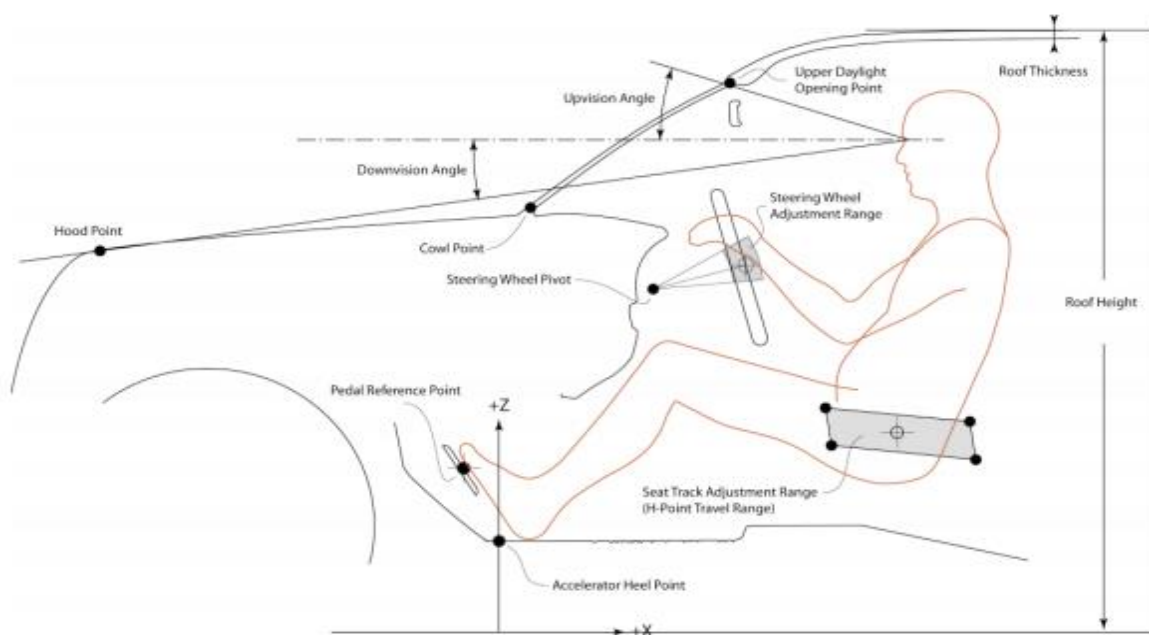 Upper Daylight
Opening Point
Roof Thickness
Upvision Angle
Downvision Angle
Steering Wheel
Adjustment Range
Hood Point
Cowl Point
Steering Wheel Pivot
Roof Height
Pedal Reference Point
+Z
Seat Track Adjustment Range
(H-Point Travel Range)
Accelerator Heel Point
+X